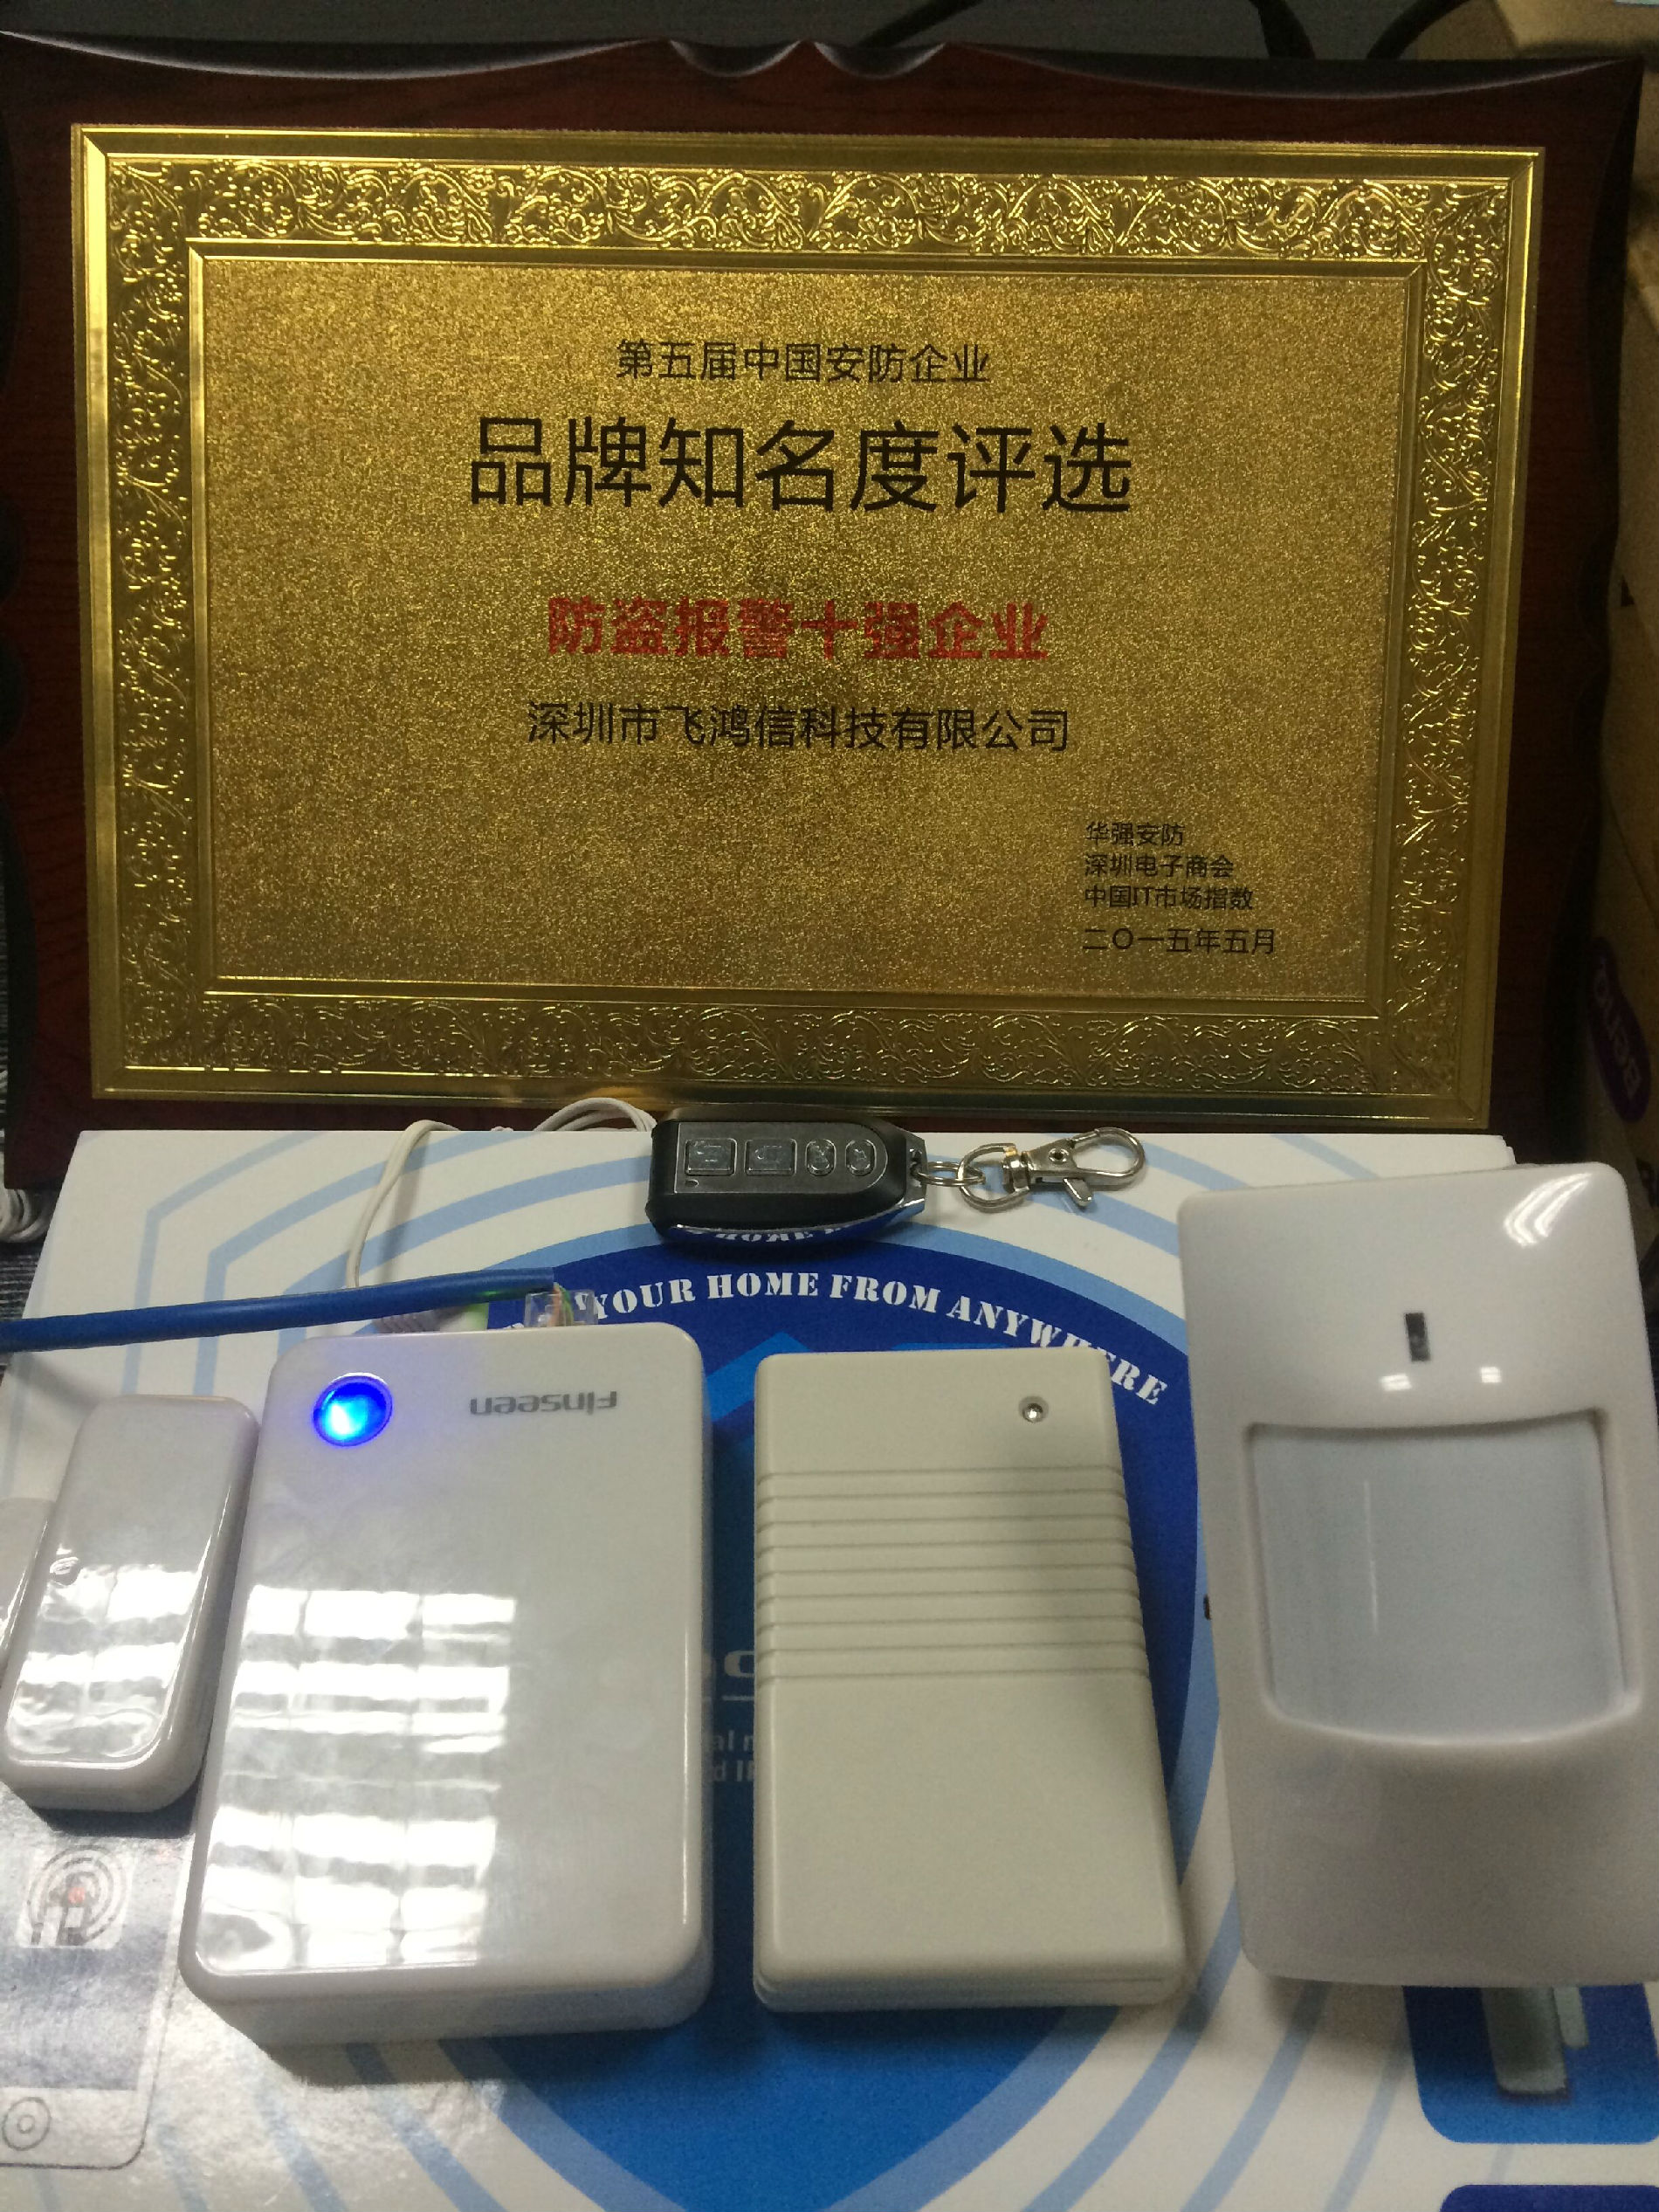 第五届中国安防企业
品牌知名度评选
防盗报警十强企业
深圳市飞鸿信科技有限公司
华强安防
深圳电子商会
中国IT市场指数
二〇一五年五月
YOUR HOME FROM ANYWHERE
Finseen